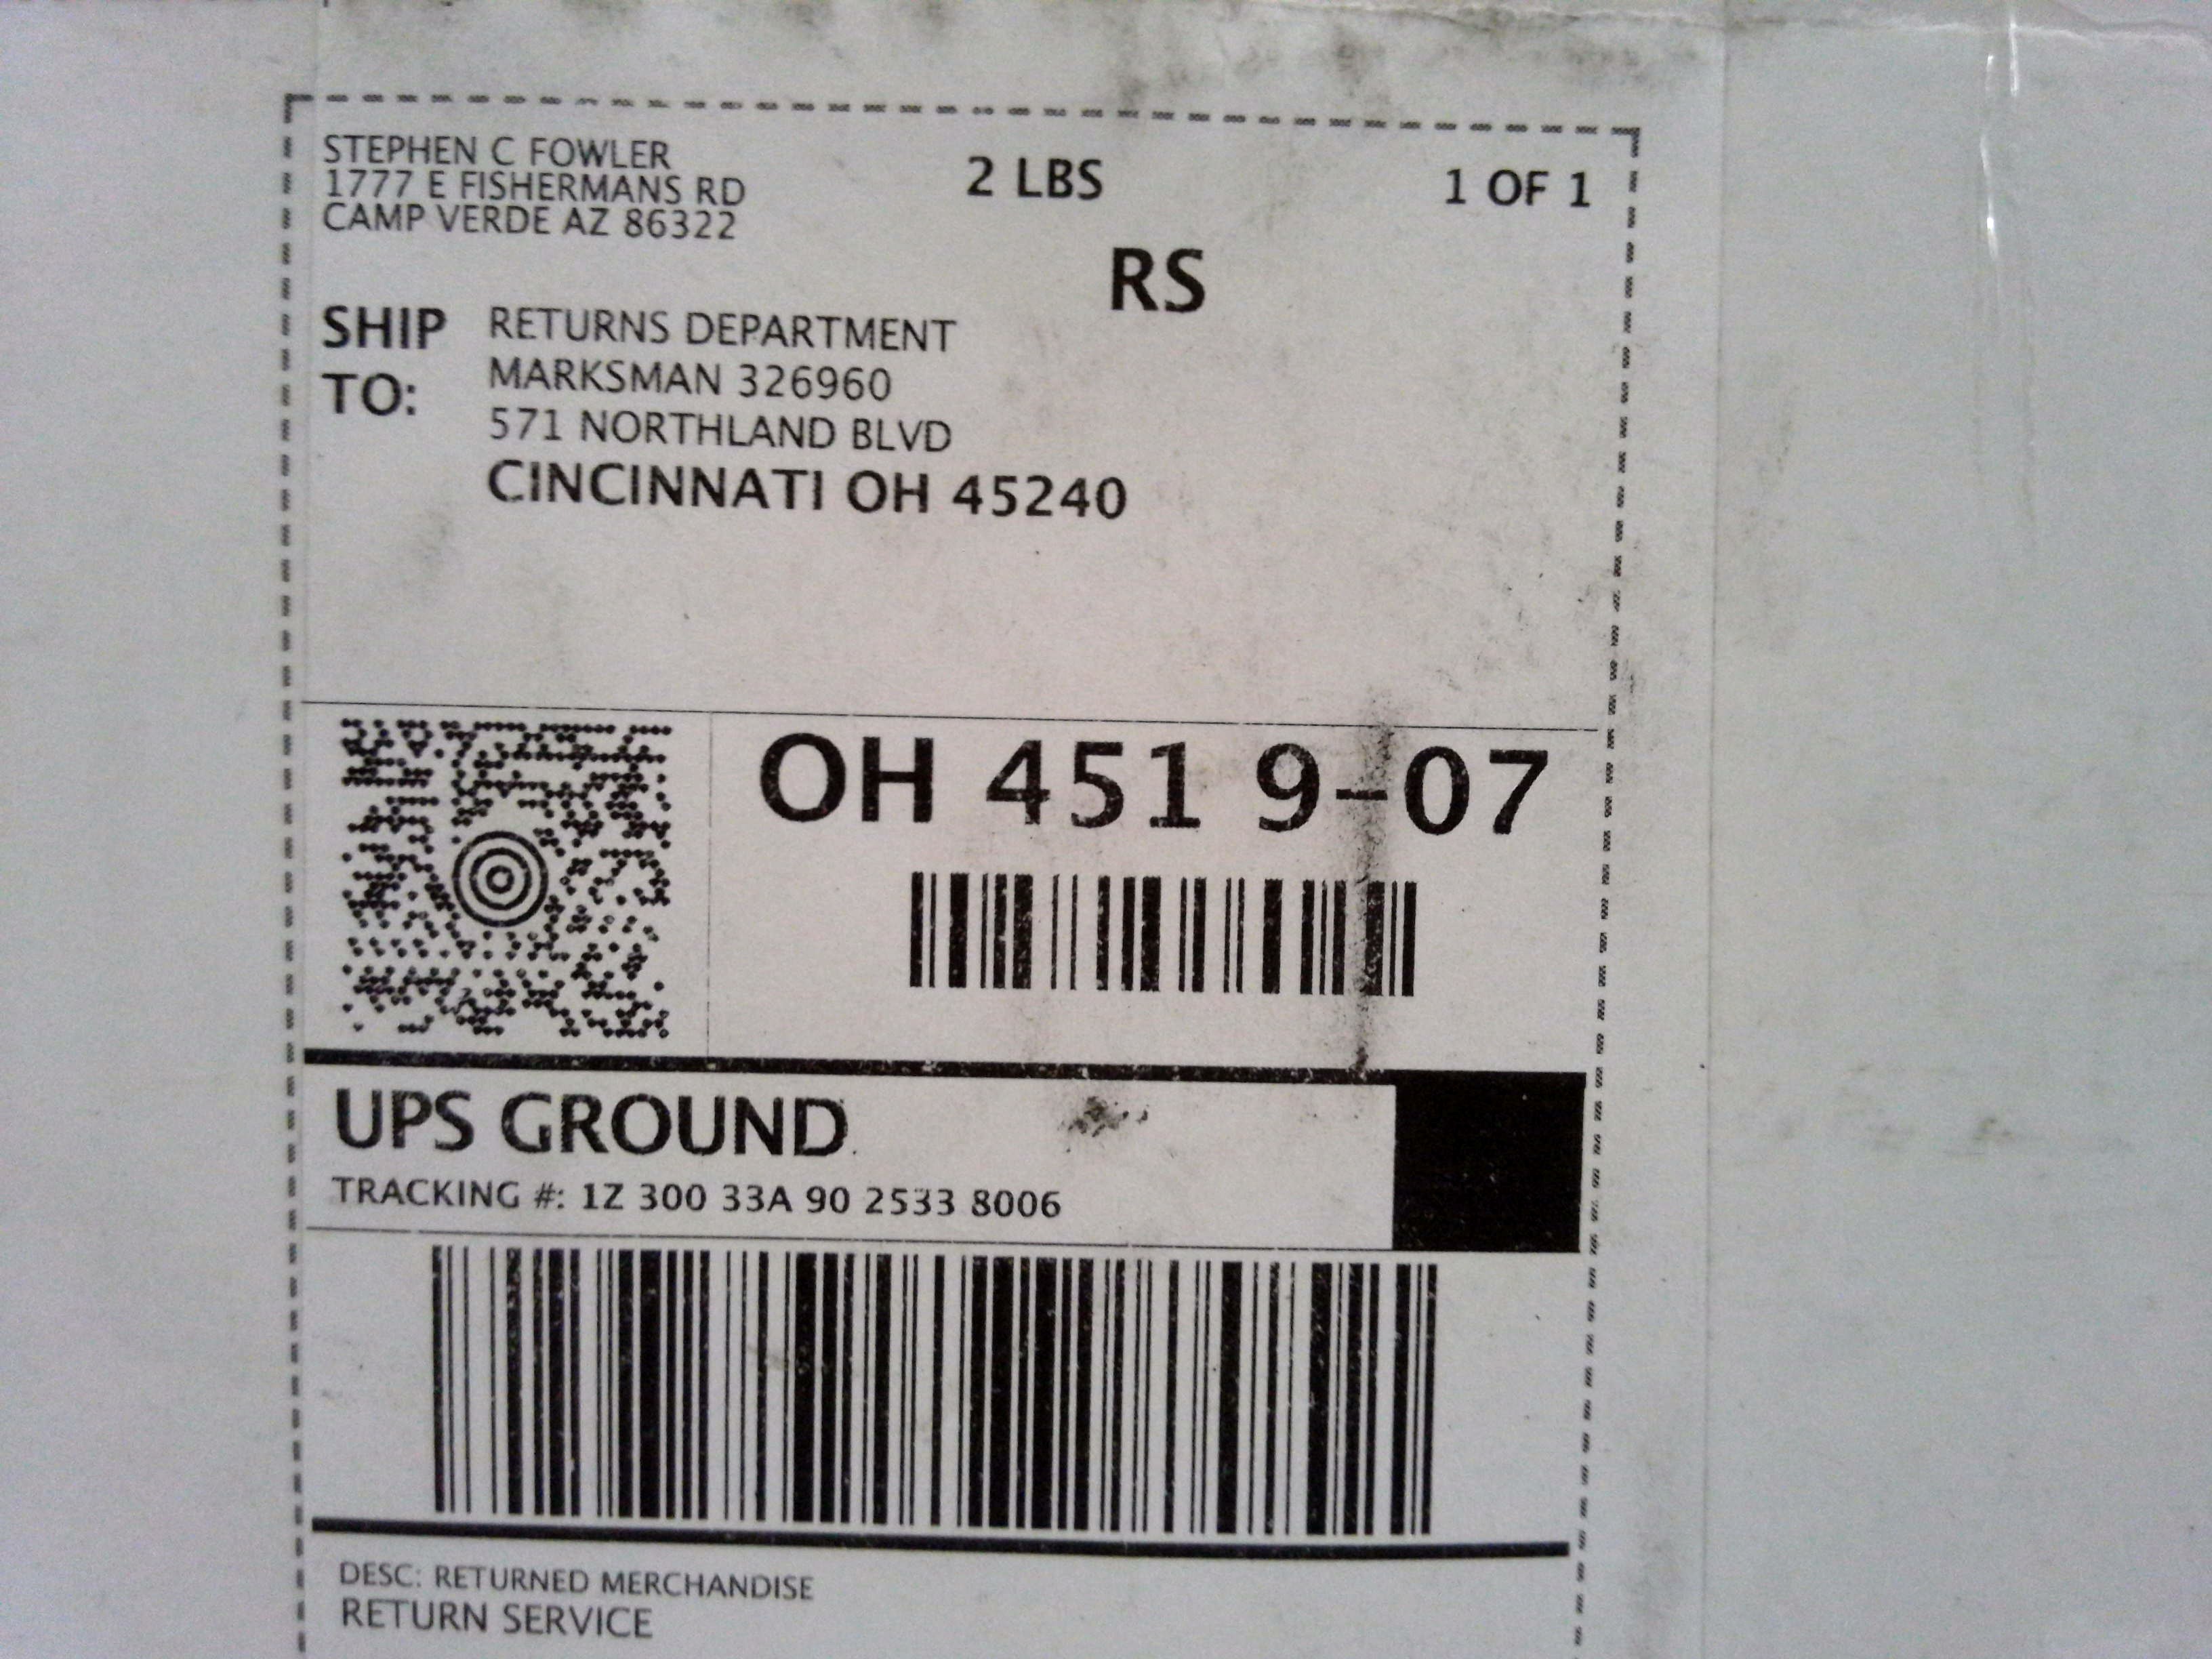 STEPHEN C FOWLER
1777 E FISHERMANS RD
CAMP VERDE AZ 86322
2 LBS
1 OF 1
RS
SHIP TO:
RETURNS DEPARTMENT
MARKSMAN 326960
571 NORTHLAND BLVD
CINCINNATI OH 45240
OH 451 9-07
UPS GROUND
TRACKING #: 1Z 300 33A 90 2533 8006
DESC: RETURNED MERCHANDISE
RETURN SERVICE